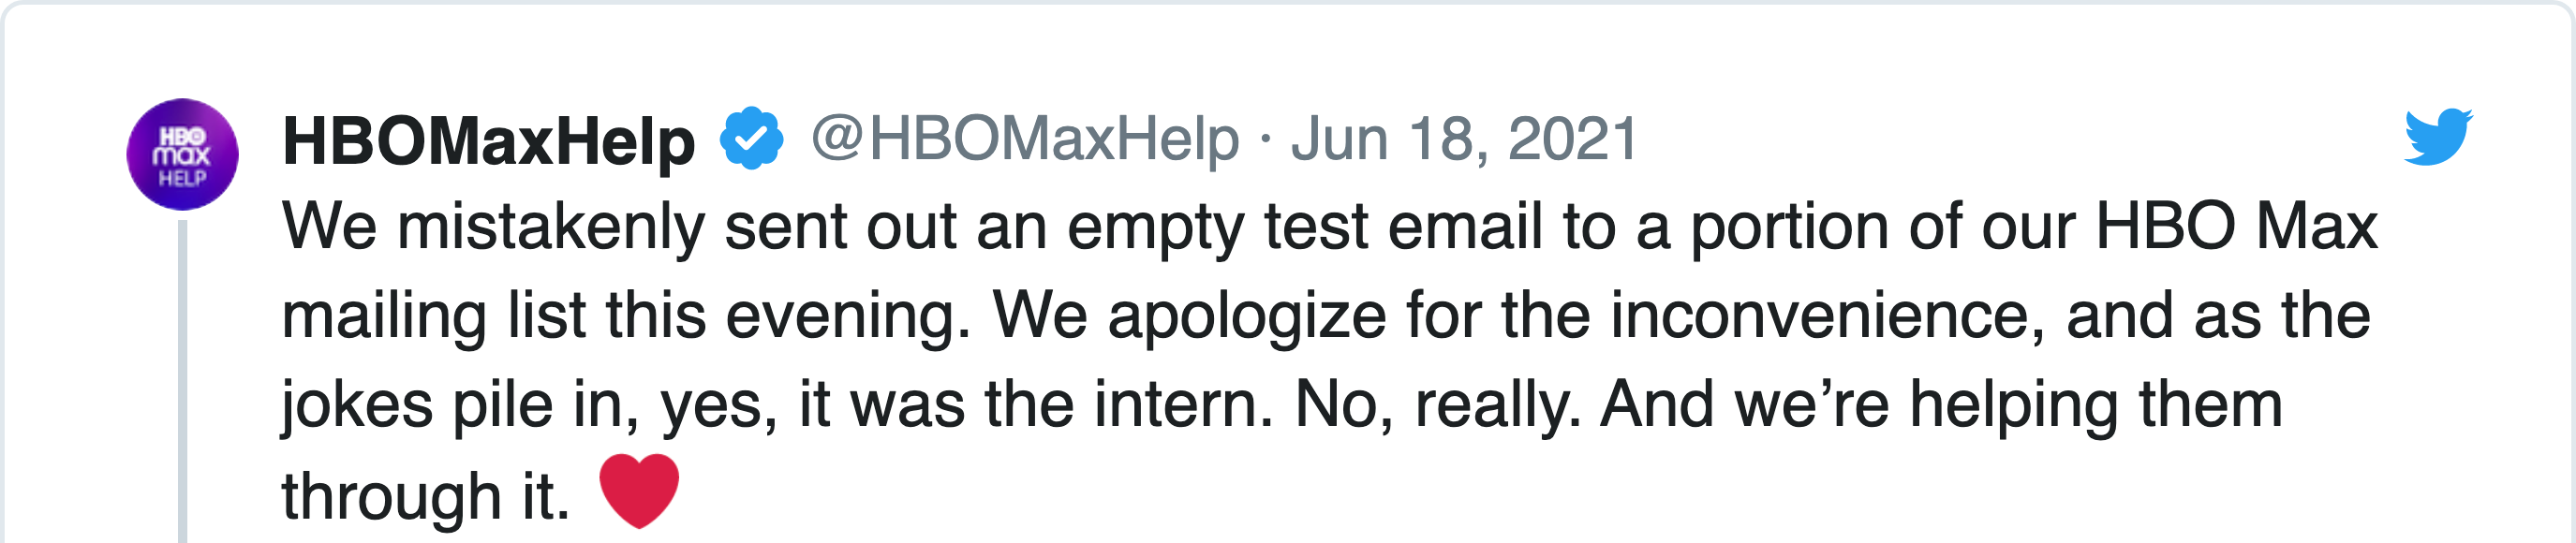 HBO
max
HELP
HBOMaxHelp @HBOMaxHelp · Jun 18, 2021
We mistakenly sent out an empty test email to a portion of our HBO Max
mailing list this evening. We apologize for the inconvenience, and as the
jokes pile in, yes, it was the intern. No, really. And we’re helping them
through it. ❤️